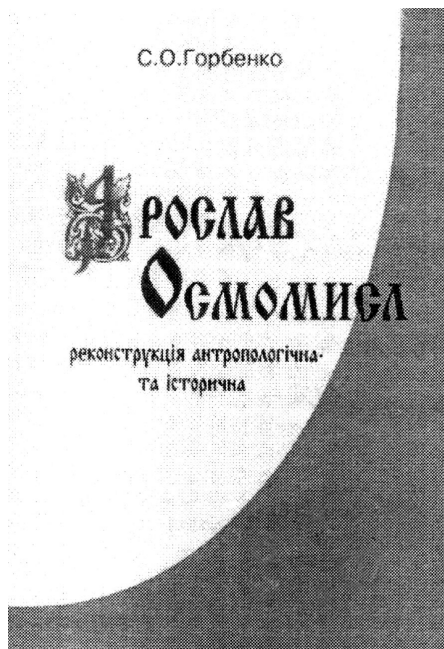 С.О.Горбенко
ЯРОСЛАВ
ОСМОМИСЛ
реконструкція антропологічна
та історична